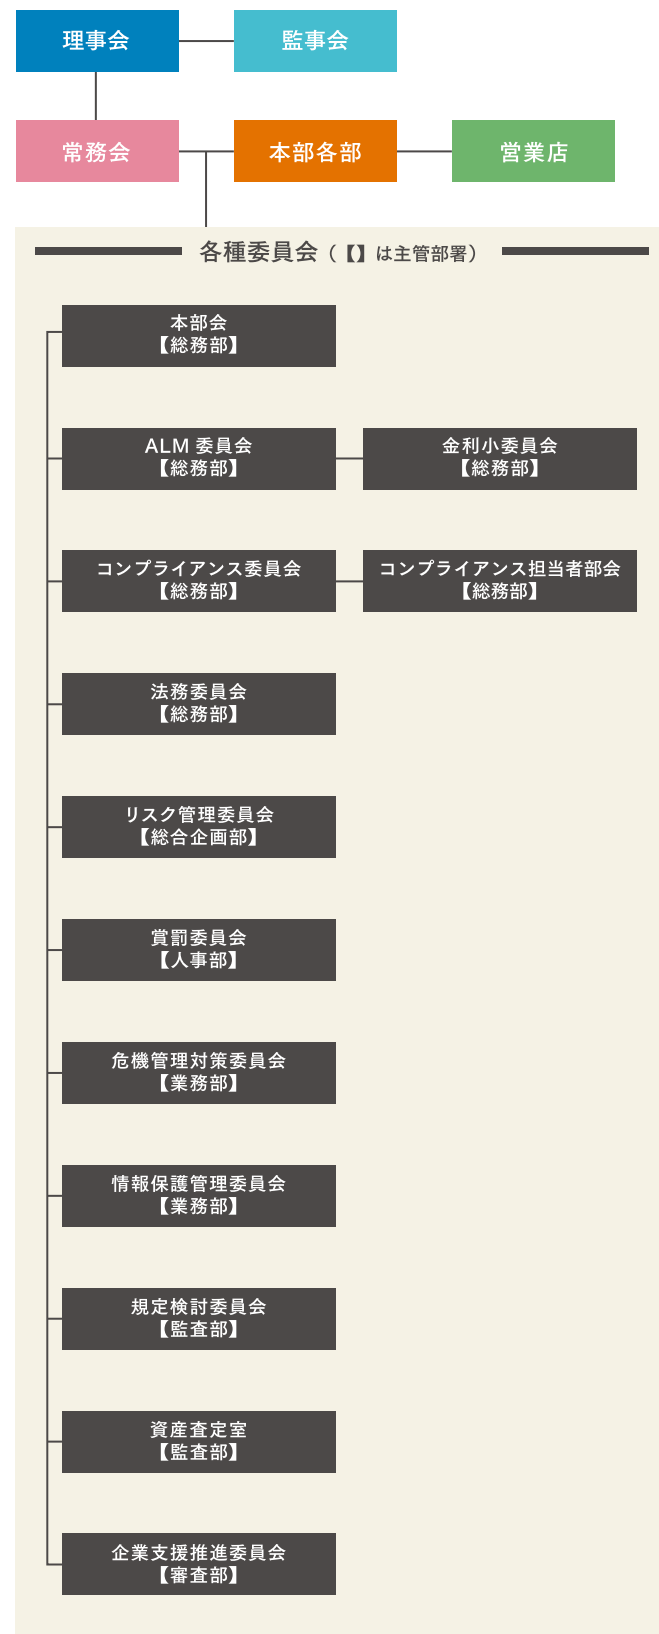 理事会
監事会
常務会
本部各部
営業店
各種委員会（【】は主管部署）
本部会
【総務部】
ALM 委員会
【総務部】
金利小委員会
【総務部】
コンプライアンス委員会
【総務部】
コンプライアンス担当者部会
【総務部】
法務委員会
【総務部】
リスク管理委員会
【総合企画部】
賞罰委員会
【人事部】
危機管理対策委員会
【業務部】
情報保護管理委員会
【業務部】
規定検討委員会
【監査部】
資産査定室
【監査部】
企業支援推進委員会
【審査部】